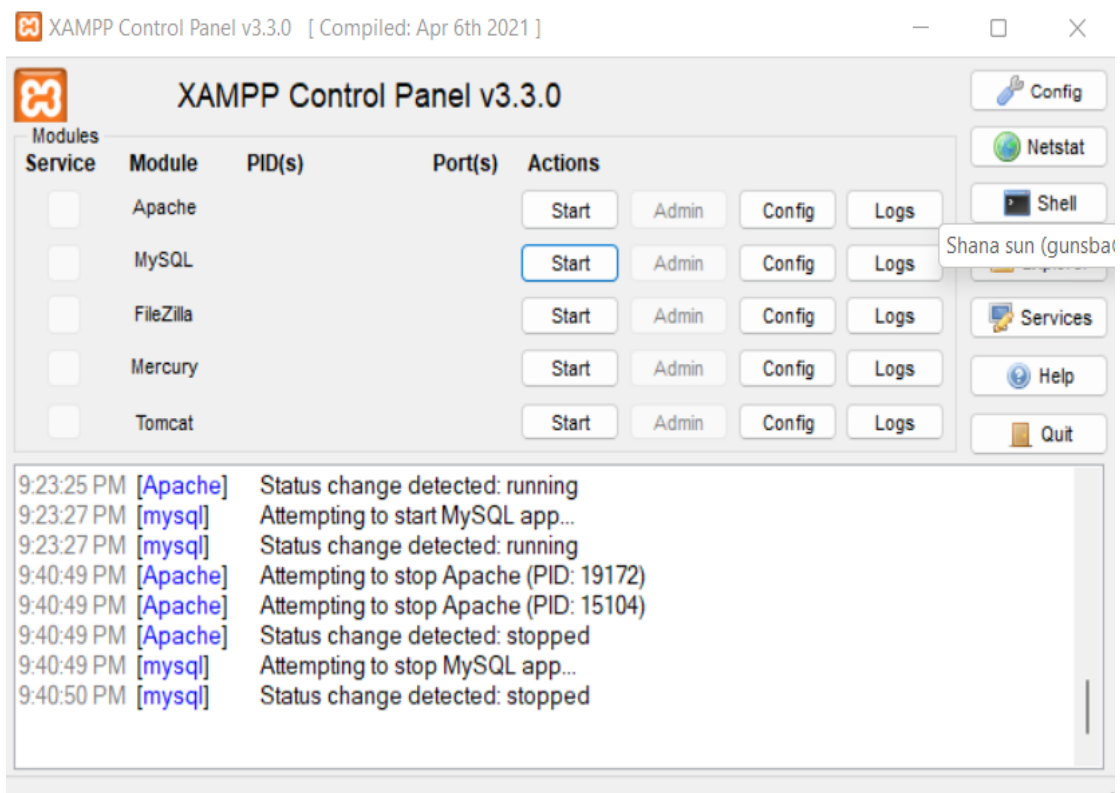 XAMPP Control Panel v3.3.0 [ Compiled: Apr 6th 2021 ]
XAMPP Control Panel v3.3.0
Config
Modules
Service Module PID(s) Port(s) Actions
Netstat
Apache Start Admin Config Logs
Shell
Shana sun (gunsba
MySQL Start Admin Config Logs
FileZilla Start Admin Config Logs
Services
Mercury Start Admin Config Logs
Help
Tomcat Start Admin Config Logs
Quit
9:23:25 PM [Apache] Status change detected: running
9:23:27 PM [mysql] Attempting to start MySQL app...
9:23:27 PM [mysql] Status change detected: running
9:40:49 PM [Apache] Attempting to stop Apache (PID: 19172)
9:40:49 PM [Apache] Attempting to stop Apache (PID: 15104)
9:40:49 PM [Apache] Status change detected: stopped
9:40:49 PM [mysql] Attempting to stop MySQL app...
9:40:50 PM [mysql] Status change detected: stopped